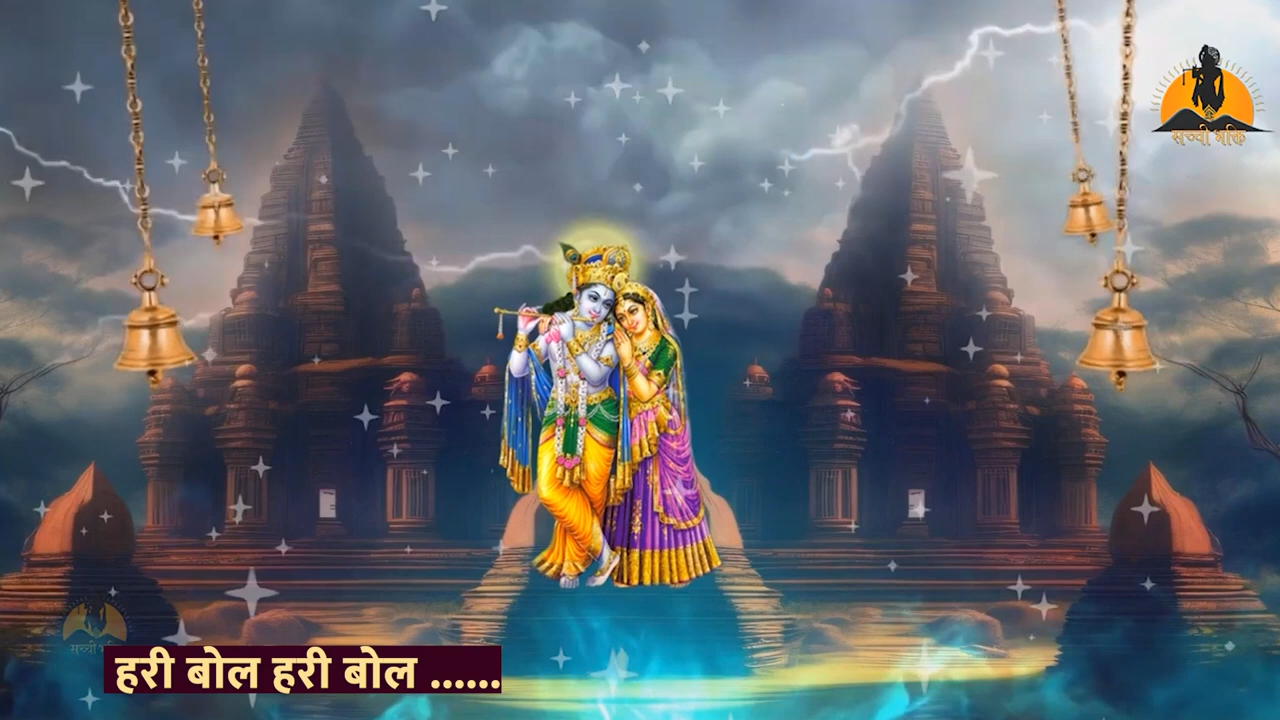 सच्ची भक्ति
हरी बोल हरी बोल ......